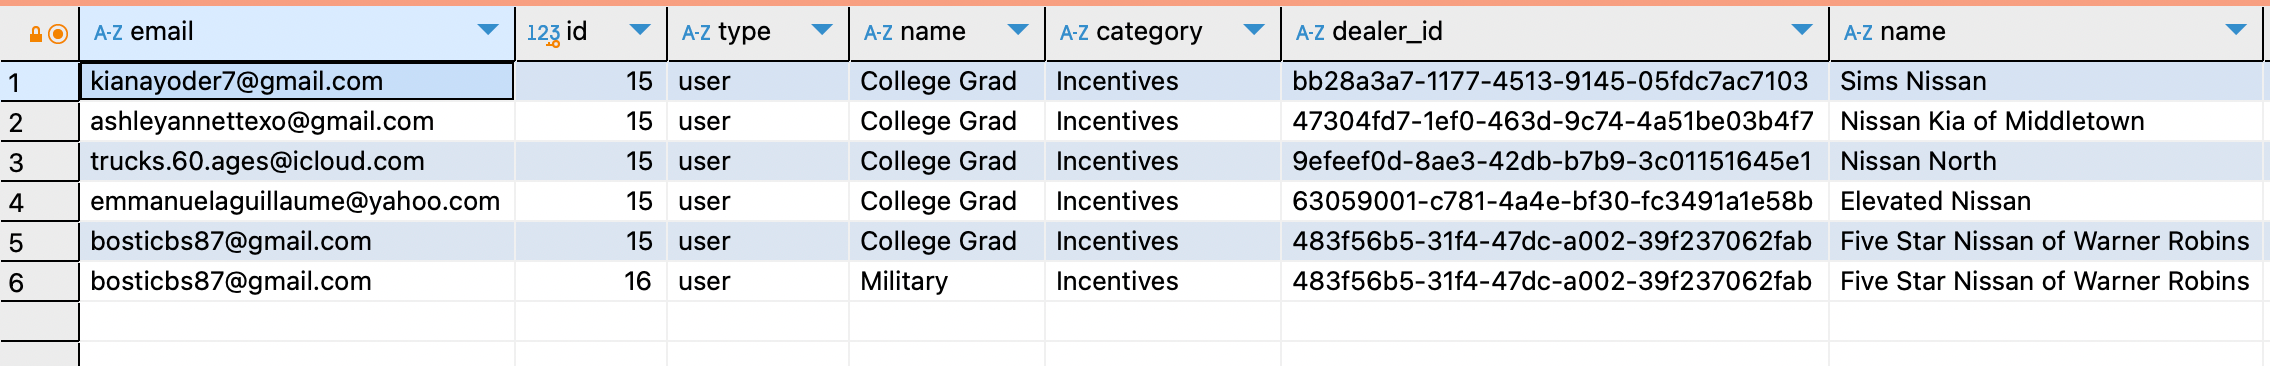 A-Z email 123 id A-Z type A-Z name A-Z category A-Z dealer_id A-Z name
1 kianayoder7@gmail.com 15 user College Grad Incentives bb28a3a7-1177-4513-9145-05fdc7ac7103 Sims Nissan
2 ashleyannettexo@gmail.com 15 user College Grad Incentives 47304fd7-1ef0-463d-9c74-4a51be03b4f7 Nissan Kia of Middletown
3 trucks.60.ages@icloud.com 15 user College Grad Incentives 9efeef0d-8ae3-42db-b7b9-3c01151645e1 Nissan North
4 emmanuelaguillaume@yahoo.com 15 user College Grad Incentives 63059001-c781-4a4e-bf30-fc3491a1e58b Elevated Nissan
5 bosticbs87@gmail.com 15 user College Grad Incentives 483f56b5-31f4-47dc-a002-39f237062fab Five Star Nissan of Warner Robins
6 bosticbs87@gmail.com 16 user Military Incentives 483f56b5-31f4-47dc-a002-39f237062fab Five Star Nissan of Warner Robins